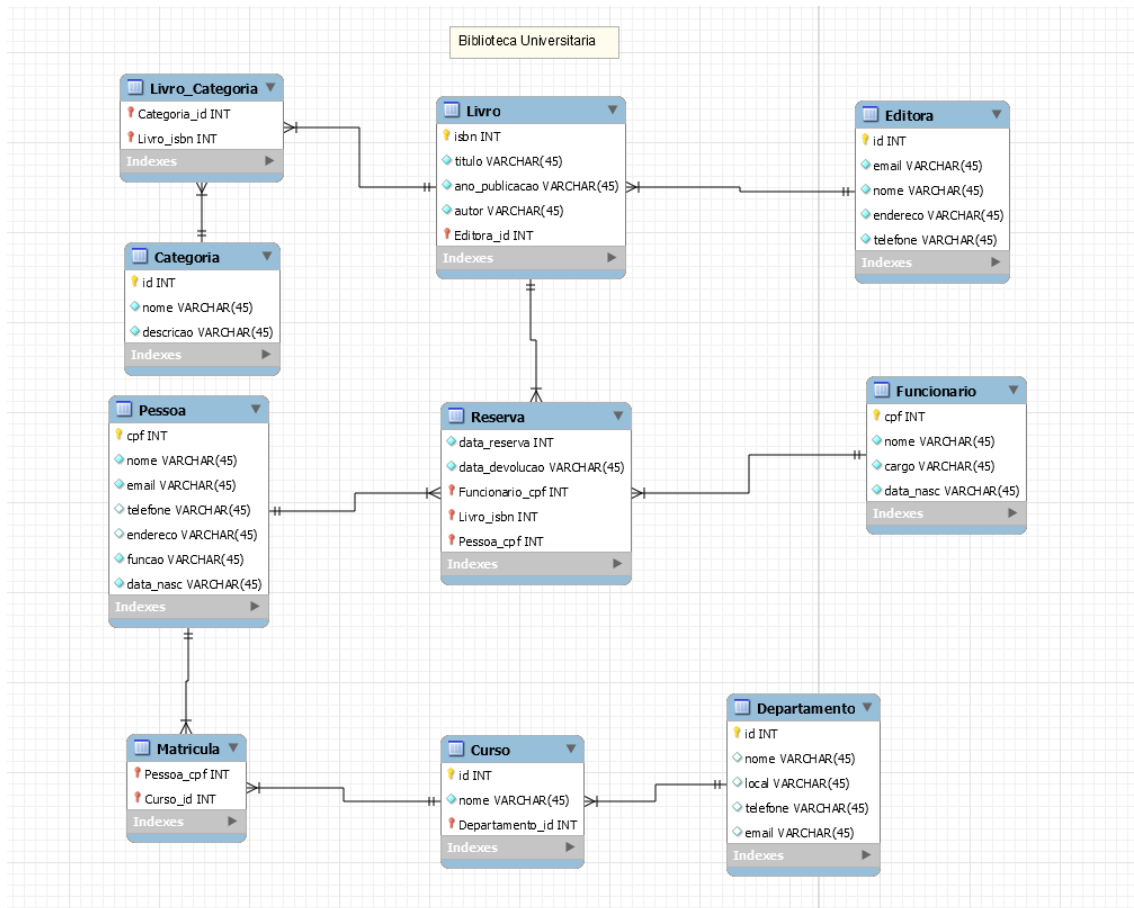 Biblioteca Universitaria
Livro_Categoria
Categoria_id INT
Livro_isbn INT
Indexes
Livro
isbn INT
titulo VARCHAR(45)
ano_publicacao VARCHAR(45)
autor VARCHAR(45)
Editora_id INT
Indexes
Editora
id INT
email VARCHAR(45)
nome VARCHAR(45)
endereco VARCHAR(45)
telefone VARCHAR(45)
Indexes
Categoria
id INT
nome VARCHAR(45)
descricao VARCHAR(45)
Indexes
Pessoa
cpf INT
nome VARCHAR(45)
email VARCHAR(45)
telefone VARCHAR(45)
endereco VARCHAR(45)
funcao VARCHAR(45)
data_nasc VARCHAR(45)
Indexes
Reserva
data_reserva INT
data_devolucao VARCHAR(45)
Funcionario_cpf INT
Livro_isbn INT
Pessoa_cpf INT
Indexes
Funcionario
cpf INT
nome VARCHAR(45)
cargo VARCHAR(45)
data_nasc VARCHAR(45)
Indexes
Matricula
Pessoa_cpf INT
Curso_id INT
Indexes
Curso
id INT
nome VARCHAR(45)
Departamento_id INT
Indexes
Departamento
id INT
nome VARCHAR(45)
local VARCHAR(45)
telefone VARCHAR(45)
email VARCHAR(45)
Indexes